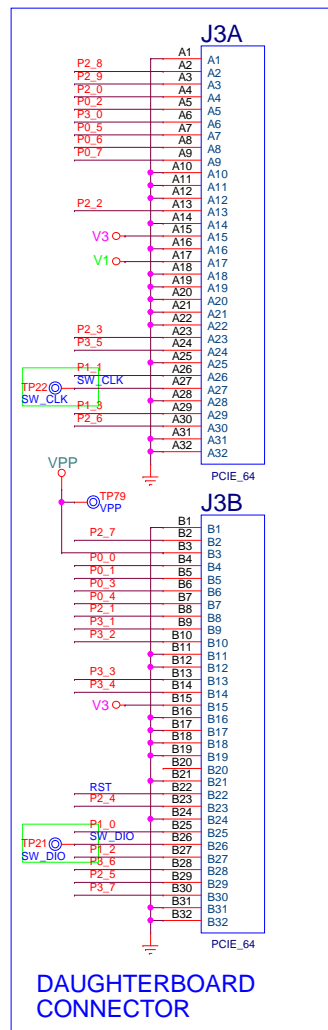 J3A
A1 A1
P2_8 A2 A2
P2_9 A3 A3
P2_0 A4 A4
P0_2 A5 A5
P3_0 A6 A6
P0_5 A7 A7
P0_6 A8 A8
P0_7 A9 A9
A10 A10
A11 A11
A12 A12
P2_2 A13 A13
A14 A14
V3 A15 A15
A16 A16
V1 A17 A17
A18 A18
A19 A19
A20 A20
A21 A21
A22 A22
P2_3 A23 A23
P3_5 A24 A24
A25 A25
P1_1 A26 A26
TP22 SW_CLK A27 A27
SW_CLK A28 A28
P1_3 A29 A29
P2_6 A30 A30
A31 A31
A32 A32
PCIE_64
VPP
TP79
VPP
J3B
B1 B1
P2_7 B2 B2
B3 B3
P0_0 B4 B4
P0_1 B5 B5
P0_3 B6 B6
P0_4 B7 B7
P2_1 B8 B8
P3_1 B9 B9
P3_2 B10 B10
B11 B11
B12 B12
P3_3 B13 B13
P3_4 B14 B14
V3 B15 B15
B16 B16
B17 B17
B18 B18
B19 B19
B20 B20
B21 B21
RST B22 B22
P2_4 B23 B23
B24 B24
P1_0 B25 B25
TP21 SW_DIO B26 B26
SW_DIO P1_2 B27 B27
P3_6 B28 B28
P2_5 B29 B29
P3_7 B30 B30
B31 B31
B32 B32
PCIE_64
DAUGHTERBOARD
CONNECTOR